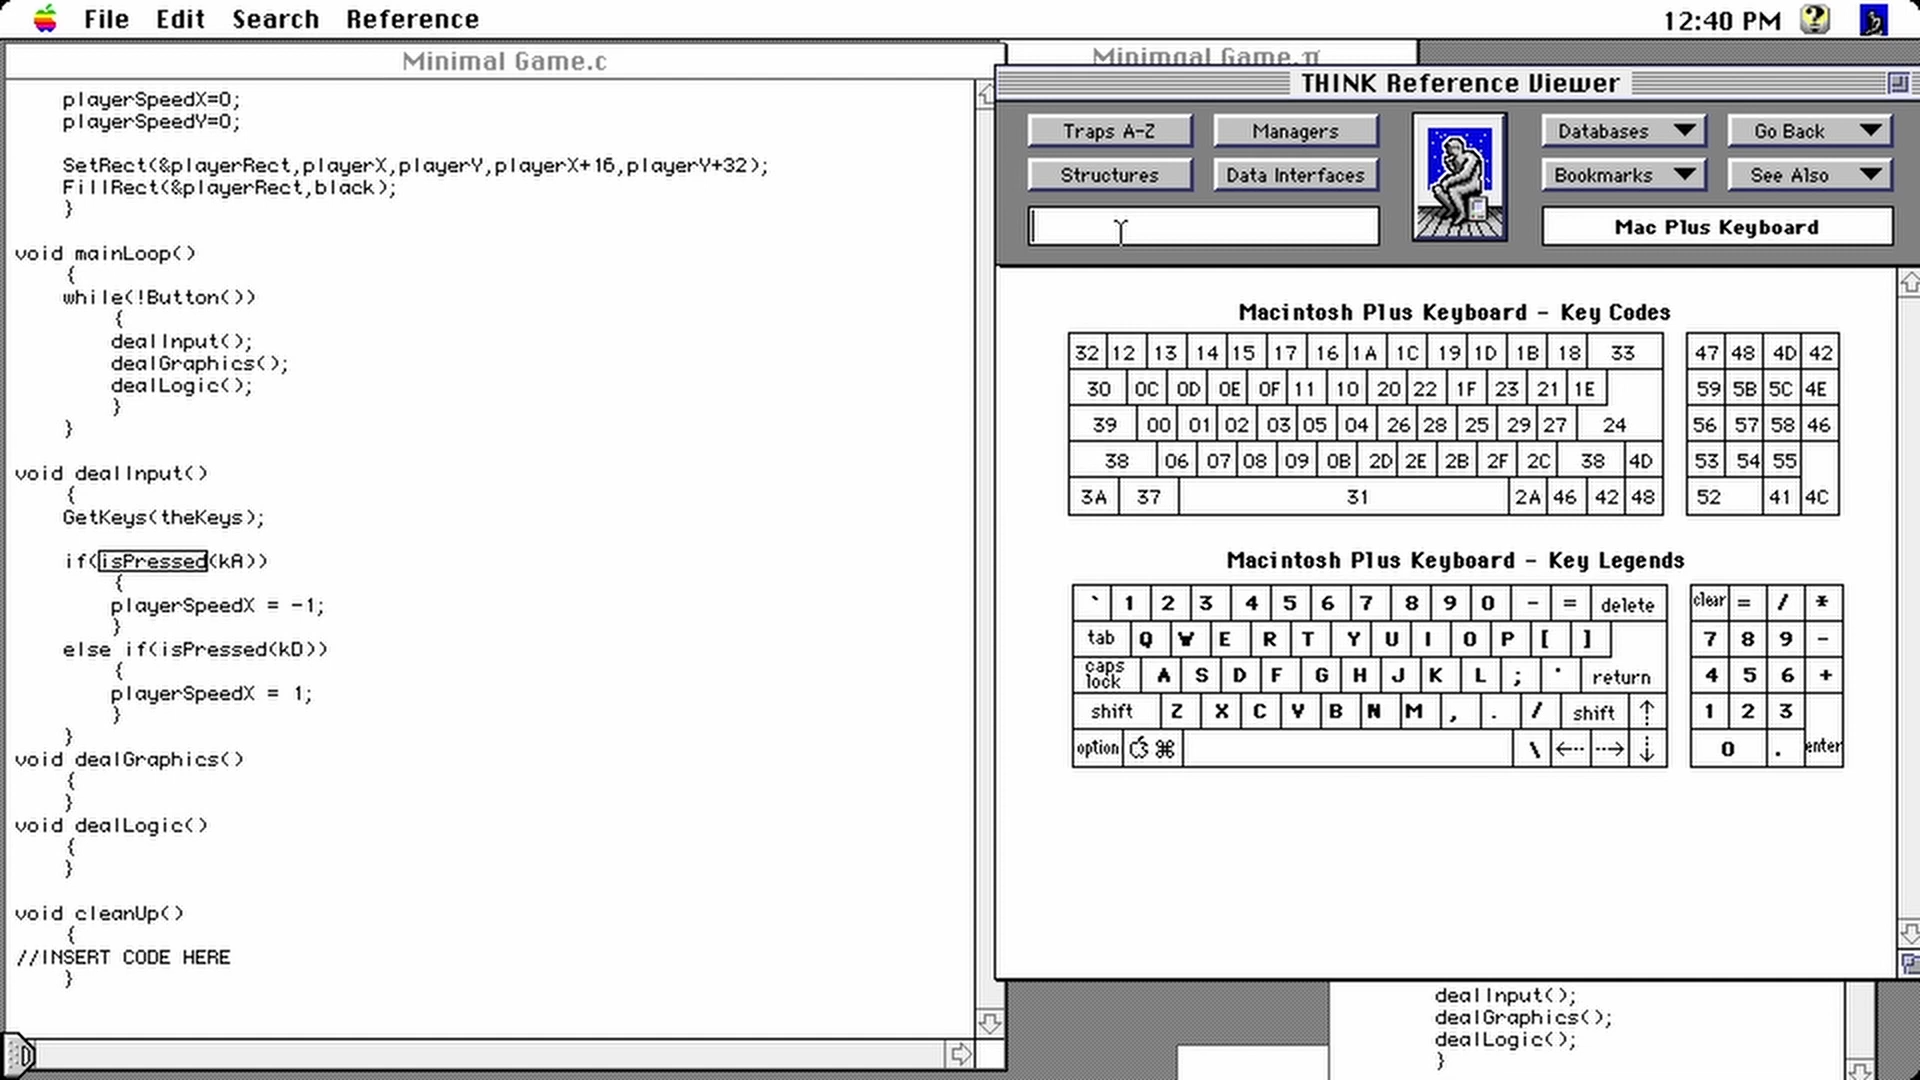 File Edit Search Reference 12:40 PM
Minimal Game.c
playerSpeedX=0;
playerSpeedY=0;
SetRect(&playerRect,playerX,playerY,playerX+16,playerY+32);
FillRect(&playerRect,black);
}
void mainLoop()
{
while(!Button())
{
dealInput();
dealGraphics();
dealLogic();
}
}
void dealInput()
{
GetKeys(theKeys);
if(isPressed(kA))
{
playerSpeedX = -1;
}
else if(isPressed(kD))
{
playerSpeedX = 1;
}
}
void dealGraphics()
{
}
void dealLogic()
{
}
void cleanUp()
{
//INSERT CODE HERE
}
Minimgal Game.π
THINK Reference Viewer
Traps A-Z Managers Databases Go Back
Structures Data Interfaces Bookmarks See Also
Mac Plus Keyboard
Macintosh Plus Keyboard - Key Codes
32 12 13 14 15 17 16 1A 1C 19 1D 1B 18 33 47 48 4D 42
30 0C 0D 0E 0F 11 10 20 22 1F 23 21 1E 59 5B 5C 4E
39 00 01 02 03 05 04 26 28 25 29 27 24 56 57 58 46
38 06 07 08 09 0B 2D 2E 2B 2F 2C 38 4D 53 54 55
3A 37 31 2A 46 42 48 52 41 4C
Macintosh Plus Keyboard - Key Legends
` 1 2 3 4 5 6 7 8 9 0 - = delete clear = / *
tab Q W E R T Y U I O P [ ] 7 8 9 -
caps lock A S D F G H J K L ; ' return 4 5 6 +
shift Z X C V B N M , . / shift ↑ 1 2 3
option ⌘ \ ← → ↓ 0 . enter
dealInput();
dealGraphics();
dealLogic();
}